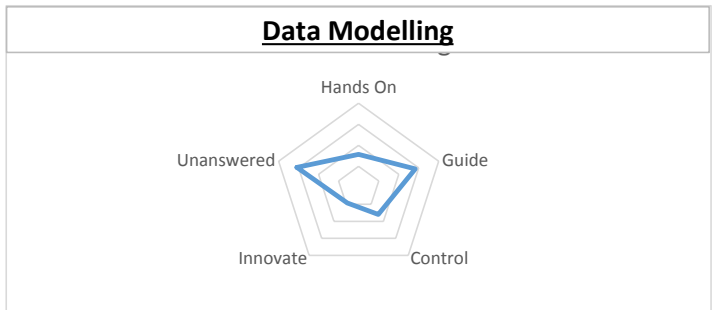 Data Modelling
Hands On
Unanswered
Guide
Innovate
Control